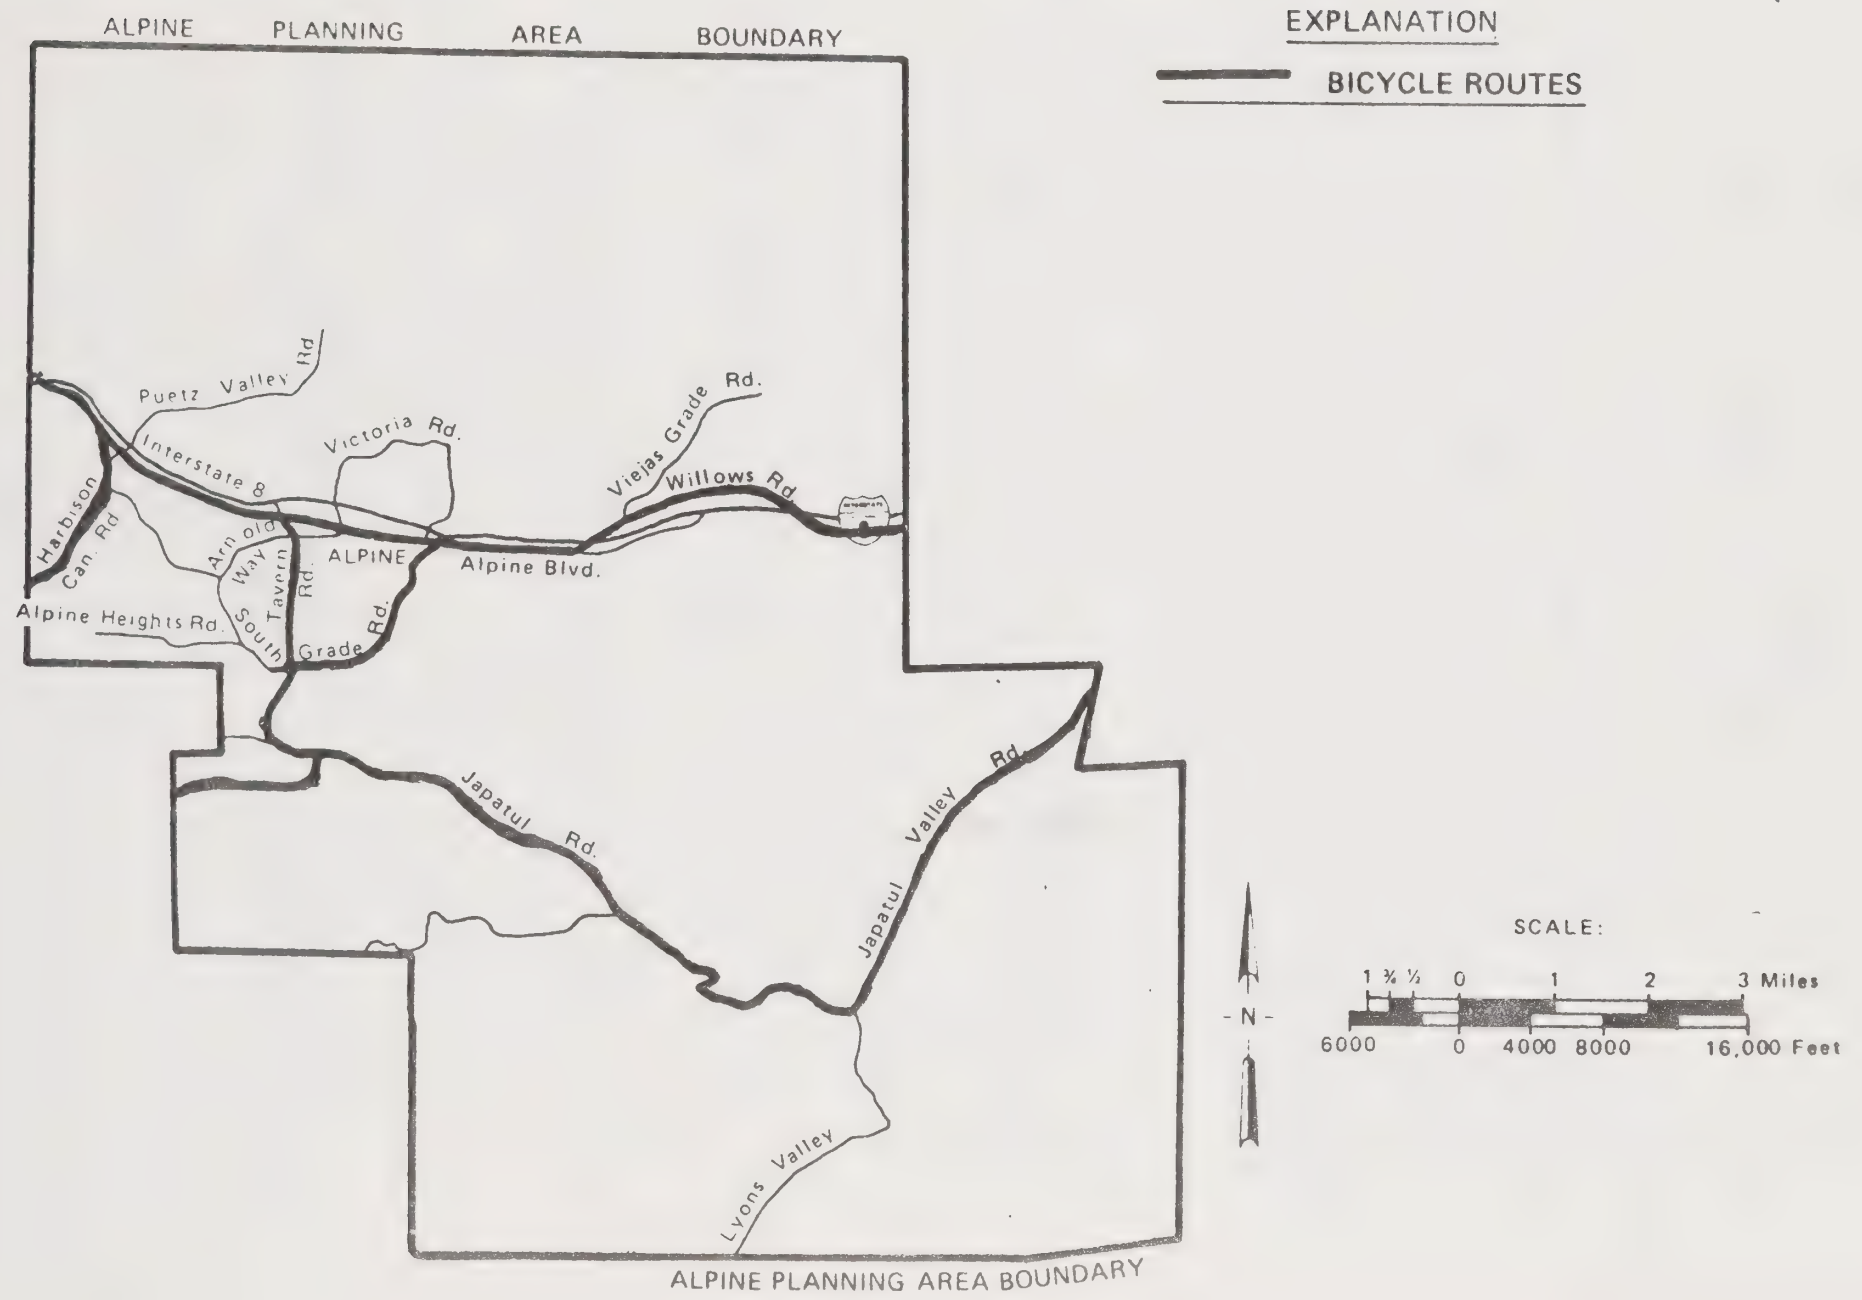 ALPINE PLANNING AREA BOUNDARY
EXPLANATION
BICYCLE ROUTES
Puetz Valley Rd
Interstate 8
Victoria Rd.
Viejas Grade Rd.
Willows Rd.
Harbison
Can. Rd
Arnold
Way
Tavern
Rd.
ALPINE
Alpine Blvd.
Alpine Heights Rd.
South Grade Rd.
Japatul Rd.
Japatul Valley Rd.
Lyons Valley
- N -
SCALE:
1 ¾ ½ 0 1 2 3 Miles
6000 0 4000 8000 16,000 Feet
ALPINE PLANNING AREA BOUNDARY